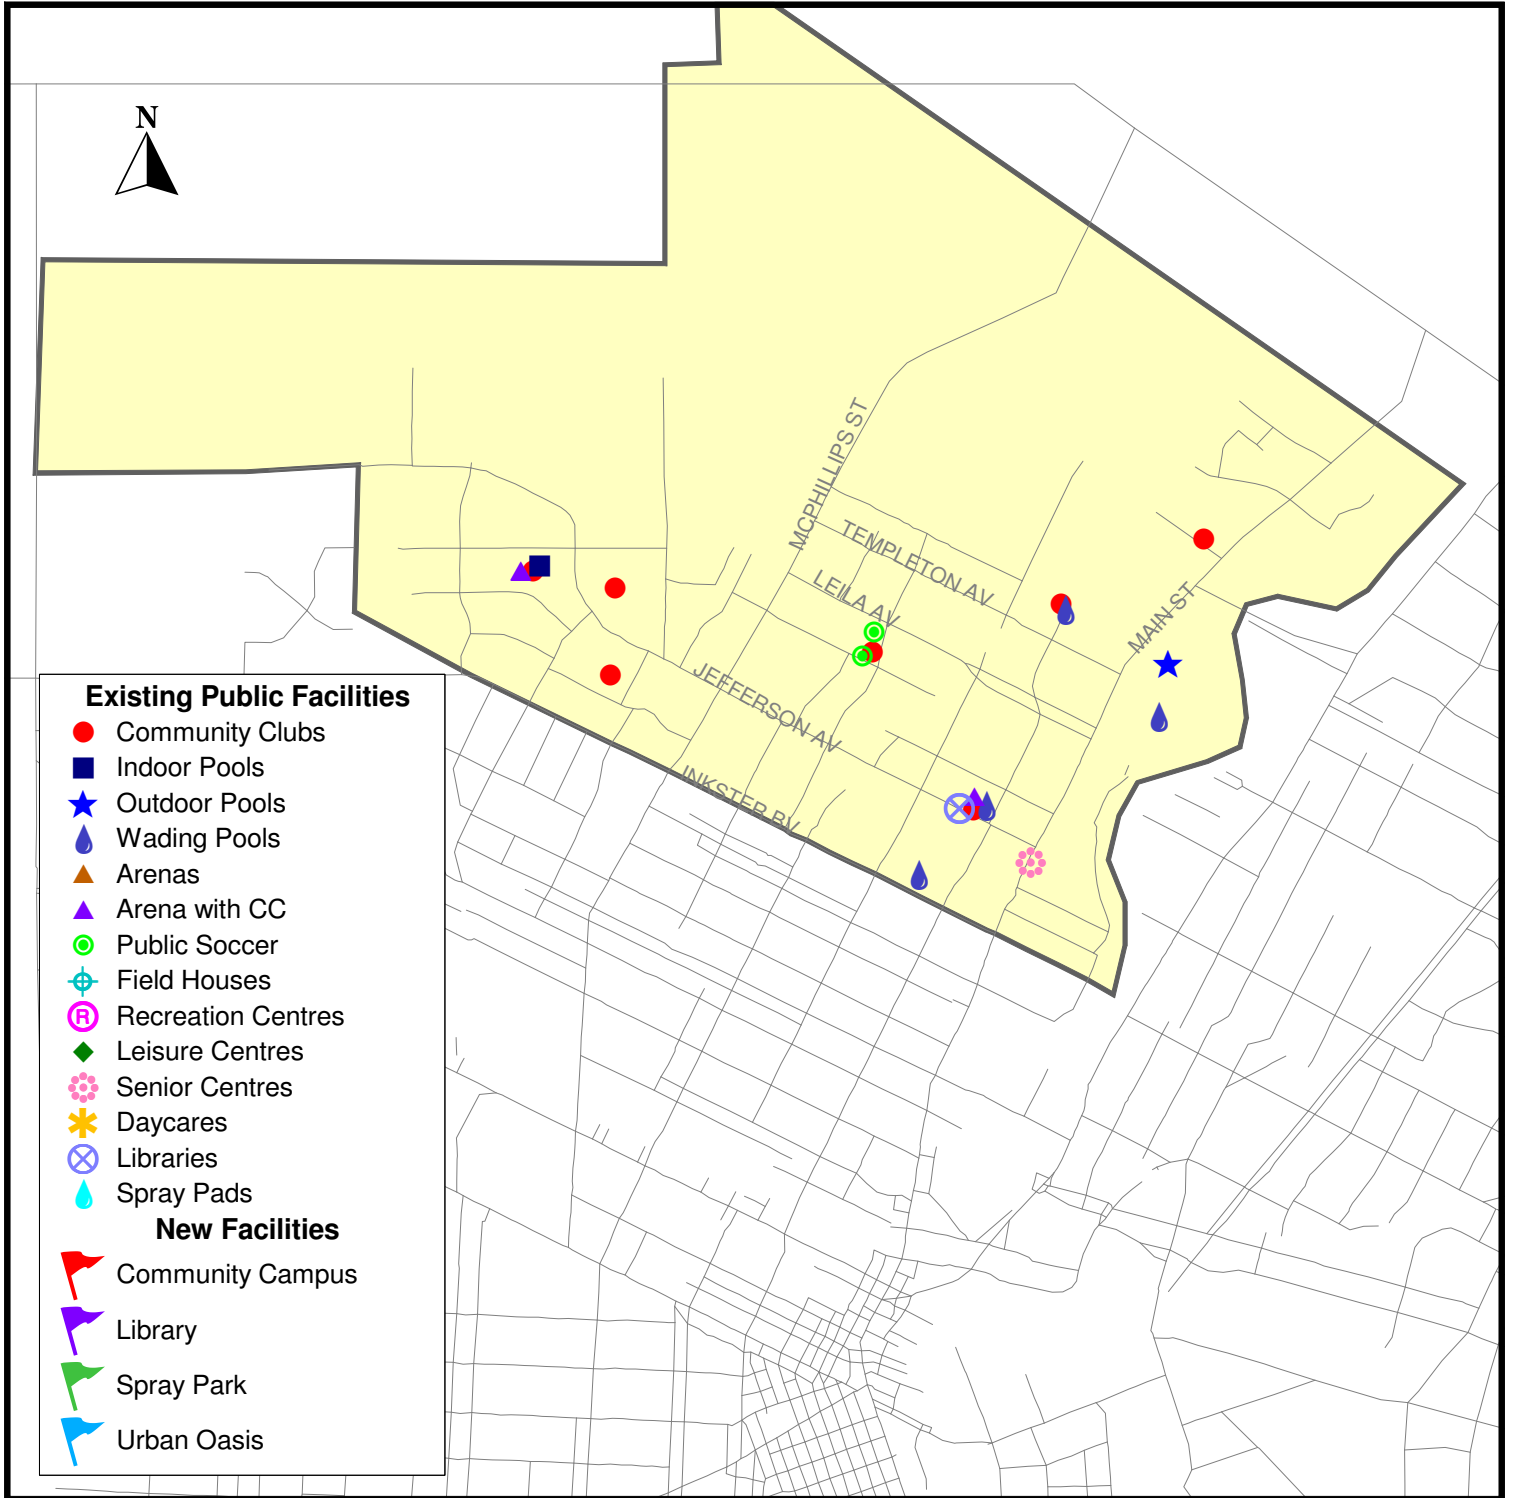 N
MCPHILLIPS ST
TEMPLETON AV
LEILA AV
MAIN ST
JEFFERSON AV
INKSTER BV
Existing Public Facilities
Community Clubs
Indoor Pools
Outdoor Pools
Wading Pools
Arenas
Arena with CC
Public Soccer
Field Houses
R Recreation Centres
Leisure Centres
Senior Centres
Daycares
Libraries
Spray Pads
New Facilities
Community Campus
Library
Spray Park
Urban Oasis